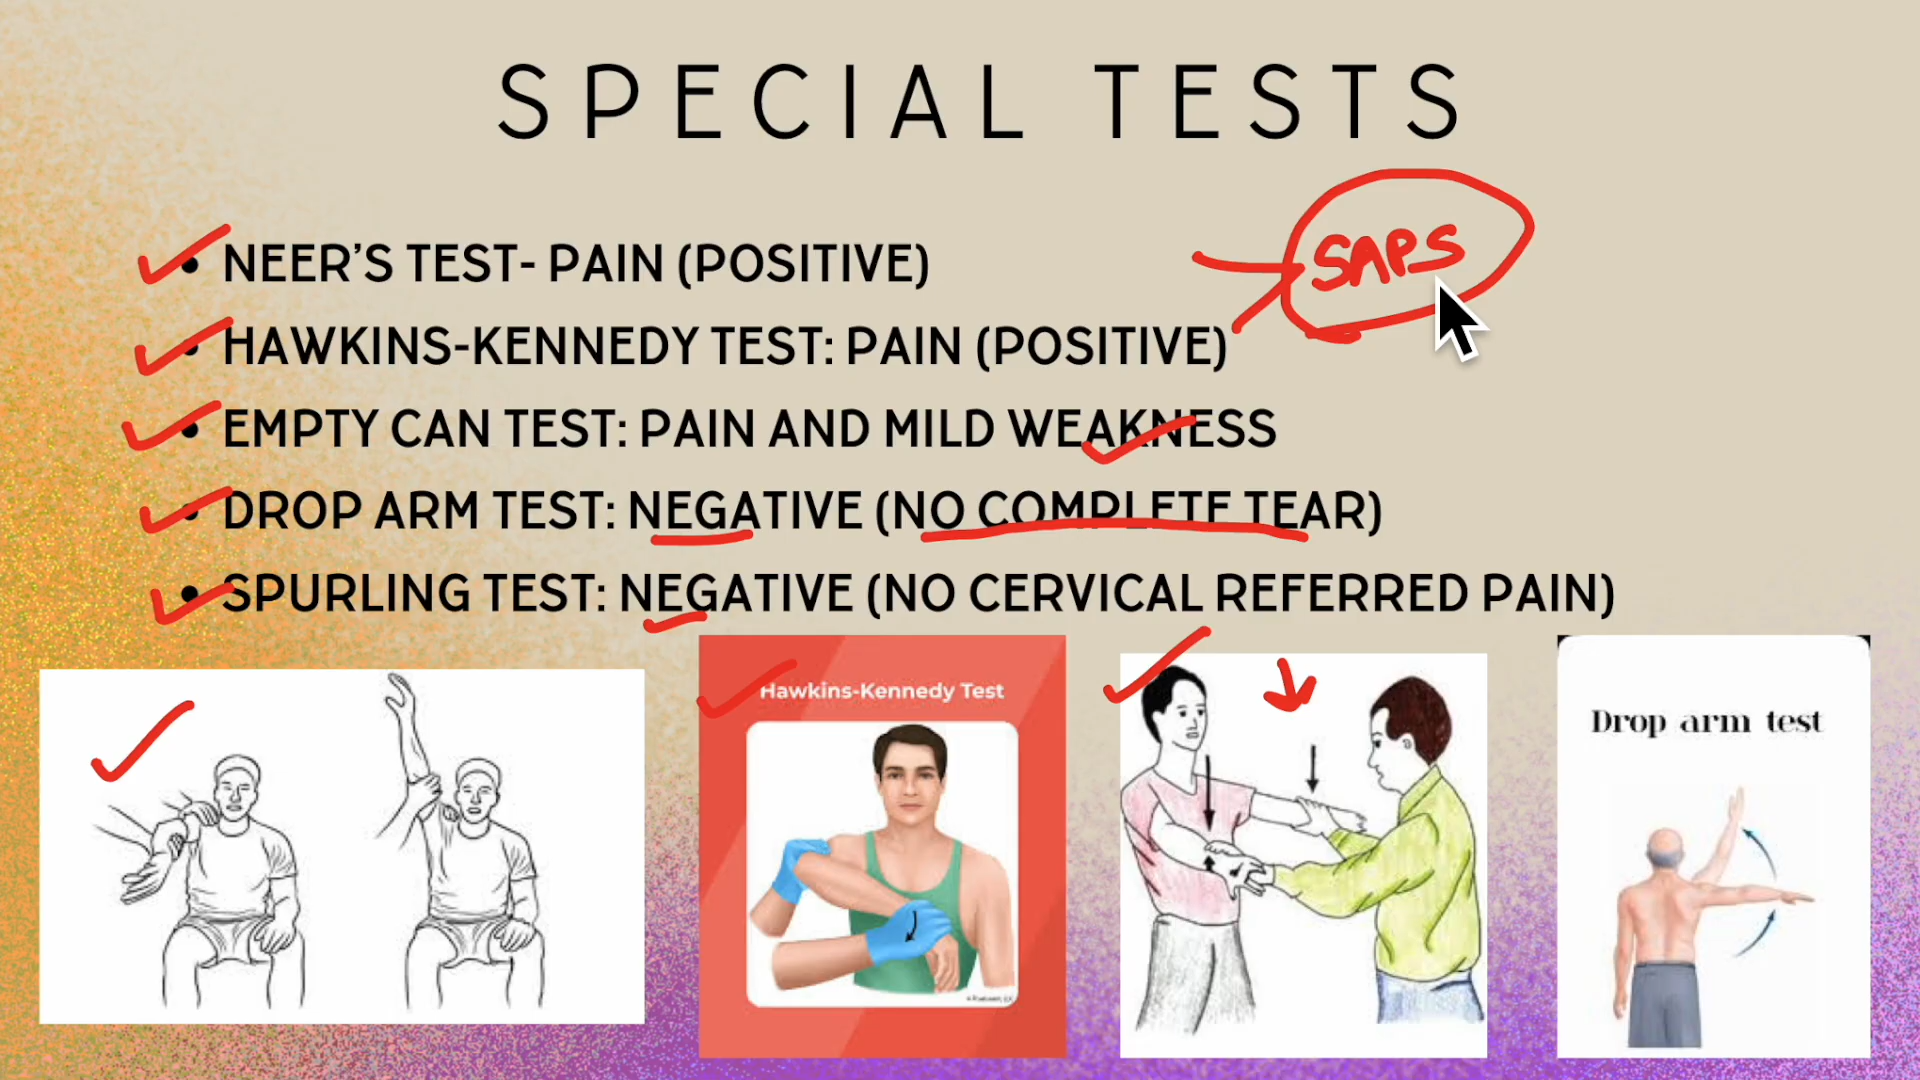 SPECIAL TESTS
SAPS
NEER'S TEST- PAIN (POSITIVE)
HAWKINS-KENNEDY TEST: PAIN (POSITIVE)
EMPTY CAN TEST: PAIN AND MILD WEAKNESS
DROP ARM TEST: NEGATIVE (NO COMPLETE TEAR)
SPURLING TEST: NEGATIVE (NO CERVICAL REFERRED PAIN)
Hawkins-Kennedy Test
Drop arm test